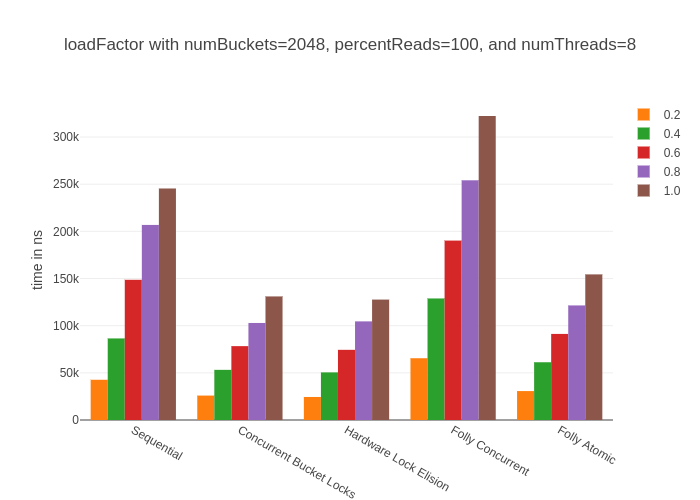 loadFactor with numBuckets=2048, percentReads=100, and numThreads=8
0.2
0.4
0.6
0.8
1.0
time in ns
300k
250k
200k
150k
100k
50k
0
Sequential
Concurrent Bucket Locks
Hardware Lock Elision
Folly Concurrent
Folly Atomic